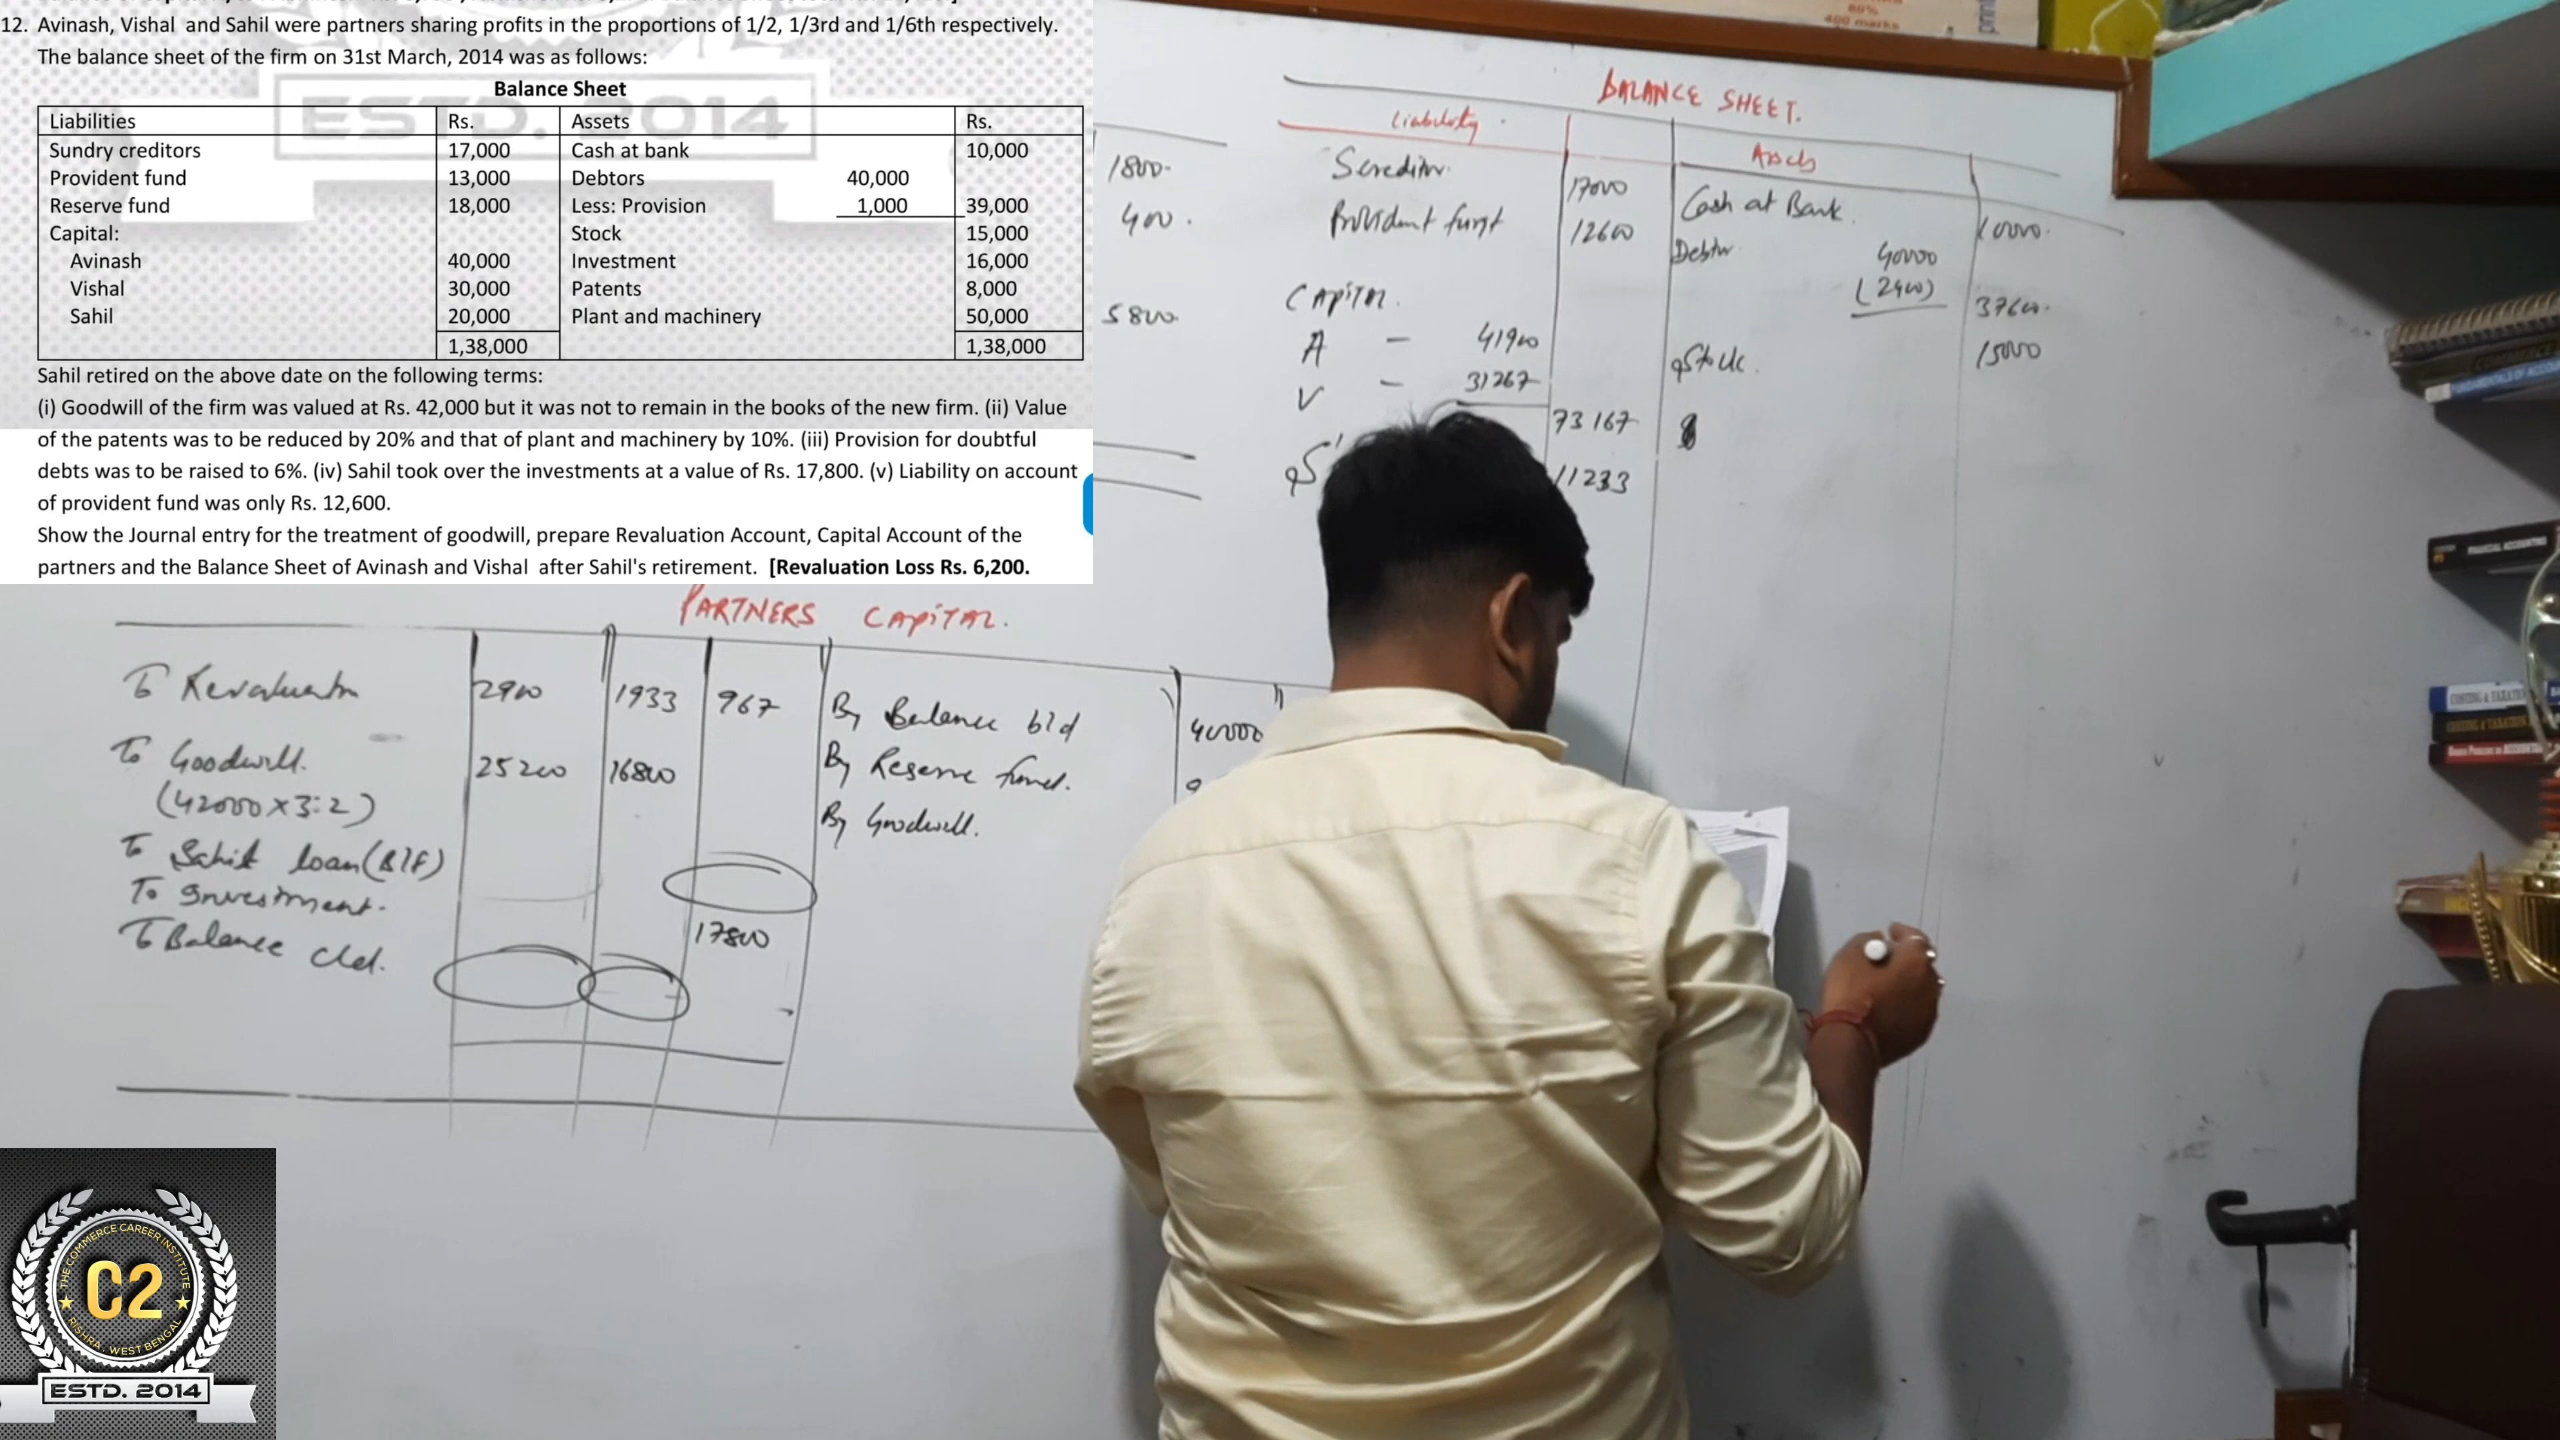 12. Avinash, Vishal and Sahil were partners sharing profits in the proportions of 1/2, 1/3rd and 1/6th respectively.
The balance sheet of the firm on 31st March, 2014 was as follows:
Balance Sheet
Liabilities Rs. Assets Rs.
Sundry creditors 17,000 Cash at bank 10,000
Provident fund 13,000 Debtors 40,000
Reserve fund 18,000 Less: Provision 1,000 39,000
Capital: Stock 15,000
Avinash 40,000 Investment 16,000
Vishal 30,000 Patents 8,000
Sahil 20,000 Plant and machinery 50,000
1,38,000 1,38,000
Sahil retired on the above date on the following terms:
(i) Goodwill of the firm was valued at Rs. 42,000 but it was not to remain in the books of the new firm. (ii) Value
of the patents was to be reduced by 20% and that of plant and machinery by 10%. (iii) Provision for doubtful
debts was to be raised to 6%. (iv) Sahil took over the investments at a value of Rs. 17,800. (v) Liability on account
of provident fund was only Rs. 12,600.
Show the Journal entry for the treatment of goodwill, prepare Revaluation Account, Capital Account of the
partners and the Balance Sheet of Avinash and Vishal after Sahil's retirement. [Revaluation Loss Rs. 6,200.
ESTD. 2014
60%
400 marks
BALANCE SHEET.
Liability Assets
1800
400
5800
Screditor 17000 Cash at Bank 10000
Provident fund 12600 Debtor 40000
(2400) 37600
CAPITAL
A - 41900 Stock 15000
V - 31267
73167
11233
PARTNERS CAPITAL.
To Revaluatn 2900 1933 967 By Balance b/d 40000
To Goodwill. 25200 16800 By Reserve fund. 9
(42000x3:2) By Goodwill.
To Sahil loan (B/F)
To Investment. 17800
To Balance c/d.
THE COMMERCE CAREER INSTITUTE
C2
RISHRA, WEST BENGAL
ESTD. 2014